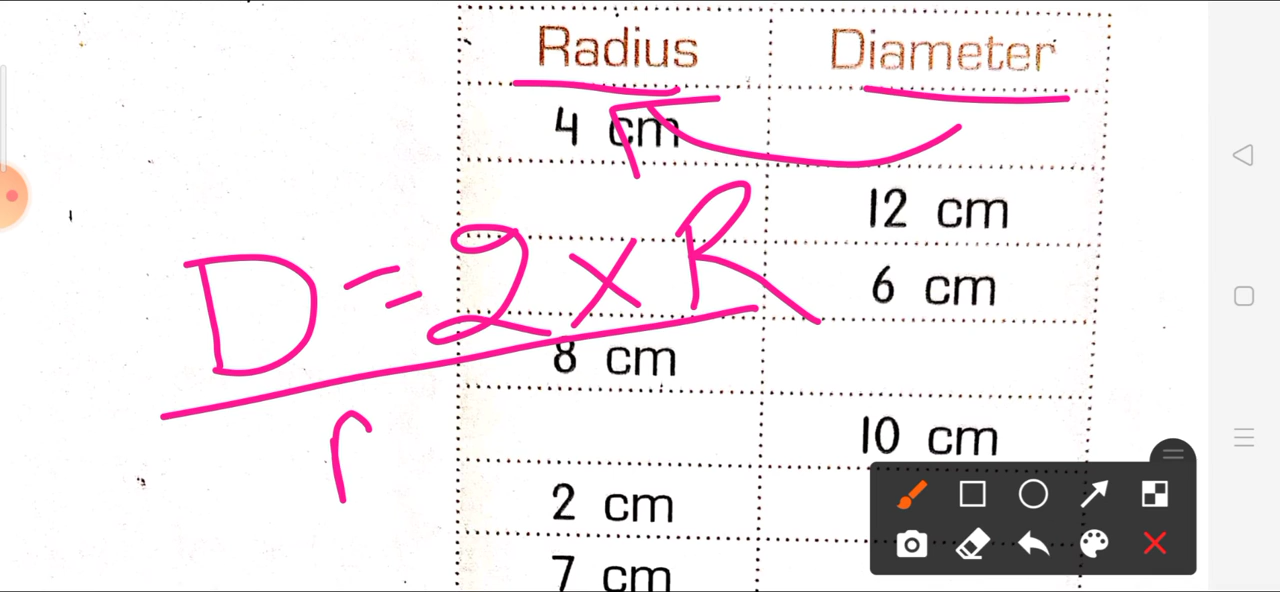 Radius Diameter
4 cm
12 cm
D = 2 x R
6 cm
8 cm
r
10 cm
2 cm
7 cm